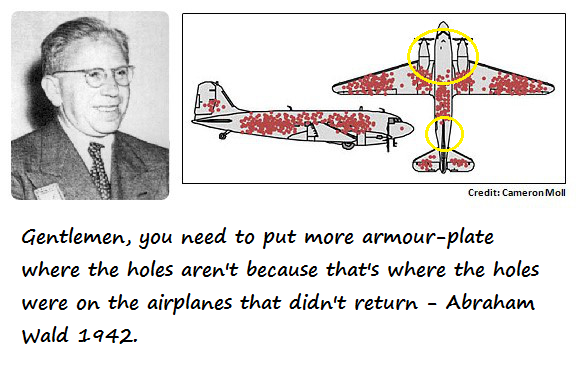 Credit: Cameron Moll
Gentlemen, you need to put more armour-plate
where the holes aren't because that's where the holes
were on the airplanes that didn't return - Abraham
Wald 1942.